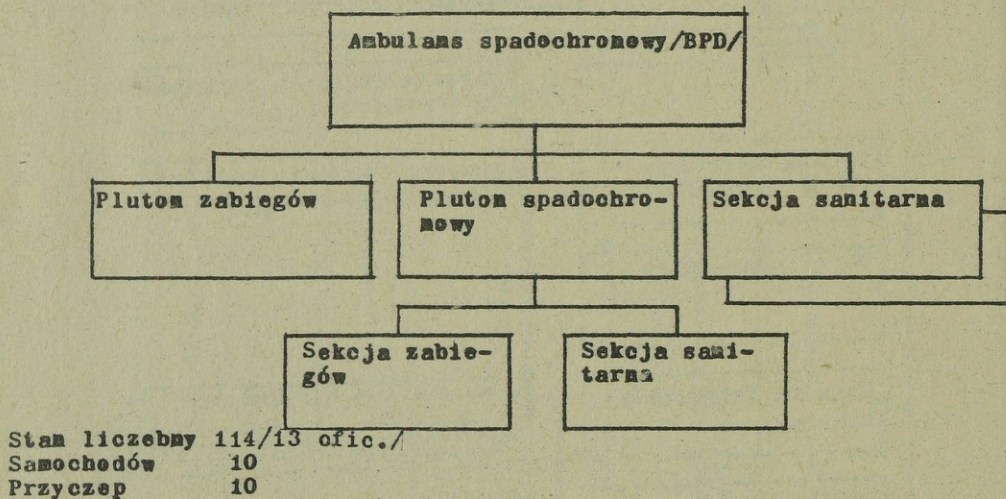 Ambulans spadochronowy/BPD/
Pluton zabiegów
Pluton spadochro-
nowy
Sekcja sanitarna
Sekcja zabie-
gów
Sekcja sani-
tarna
Stan liczebny 114/13 ofic./
Samochodów 10
Przyczep 10